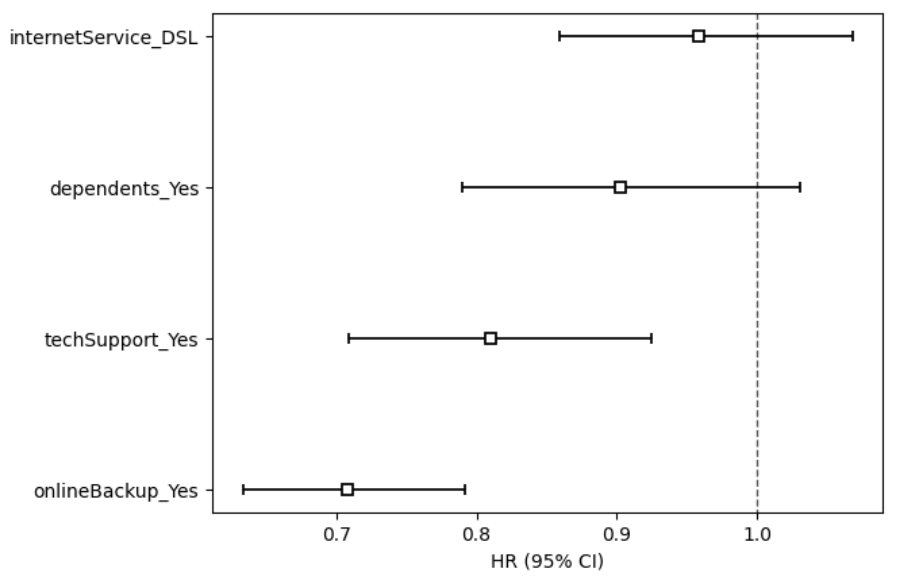 internetService_DSL
dependents_Yes
techSupport_Yes
onlineBackup_Yes
0.7 0.8 0.9 1.0
HR (95% CI)